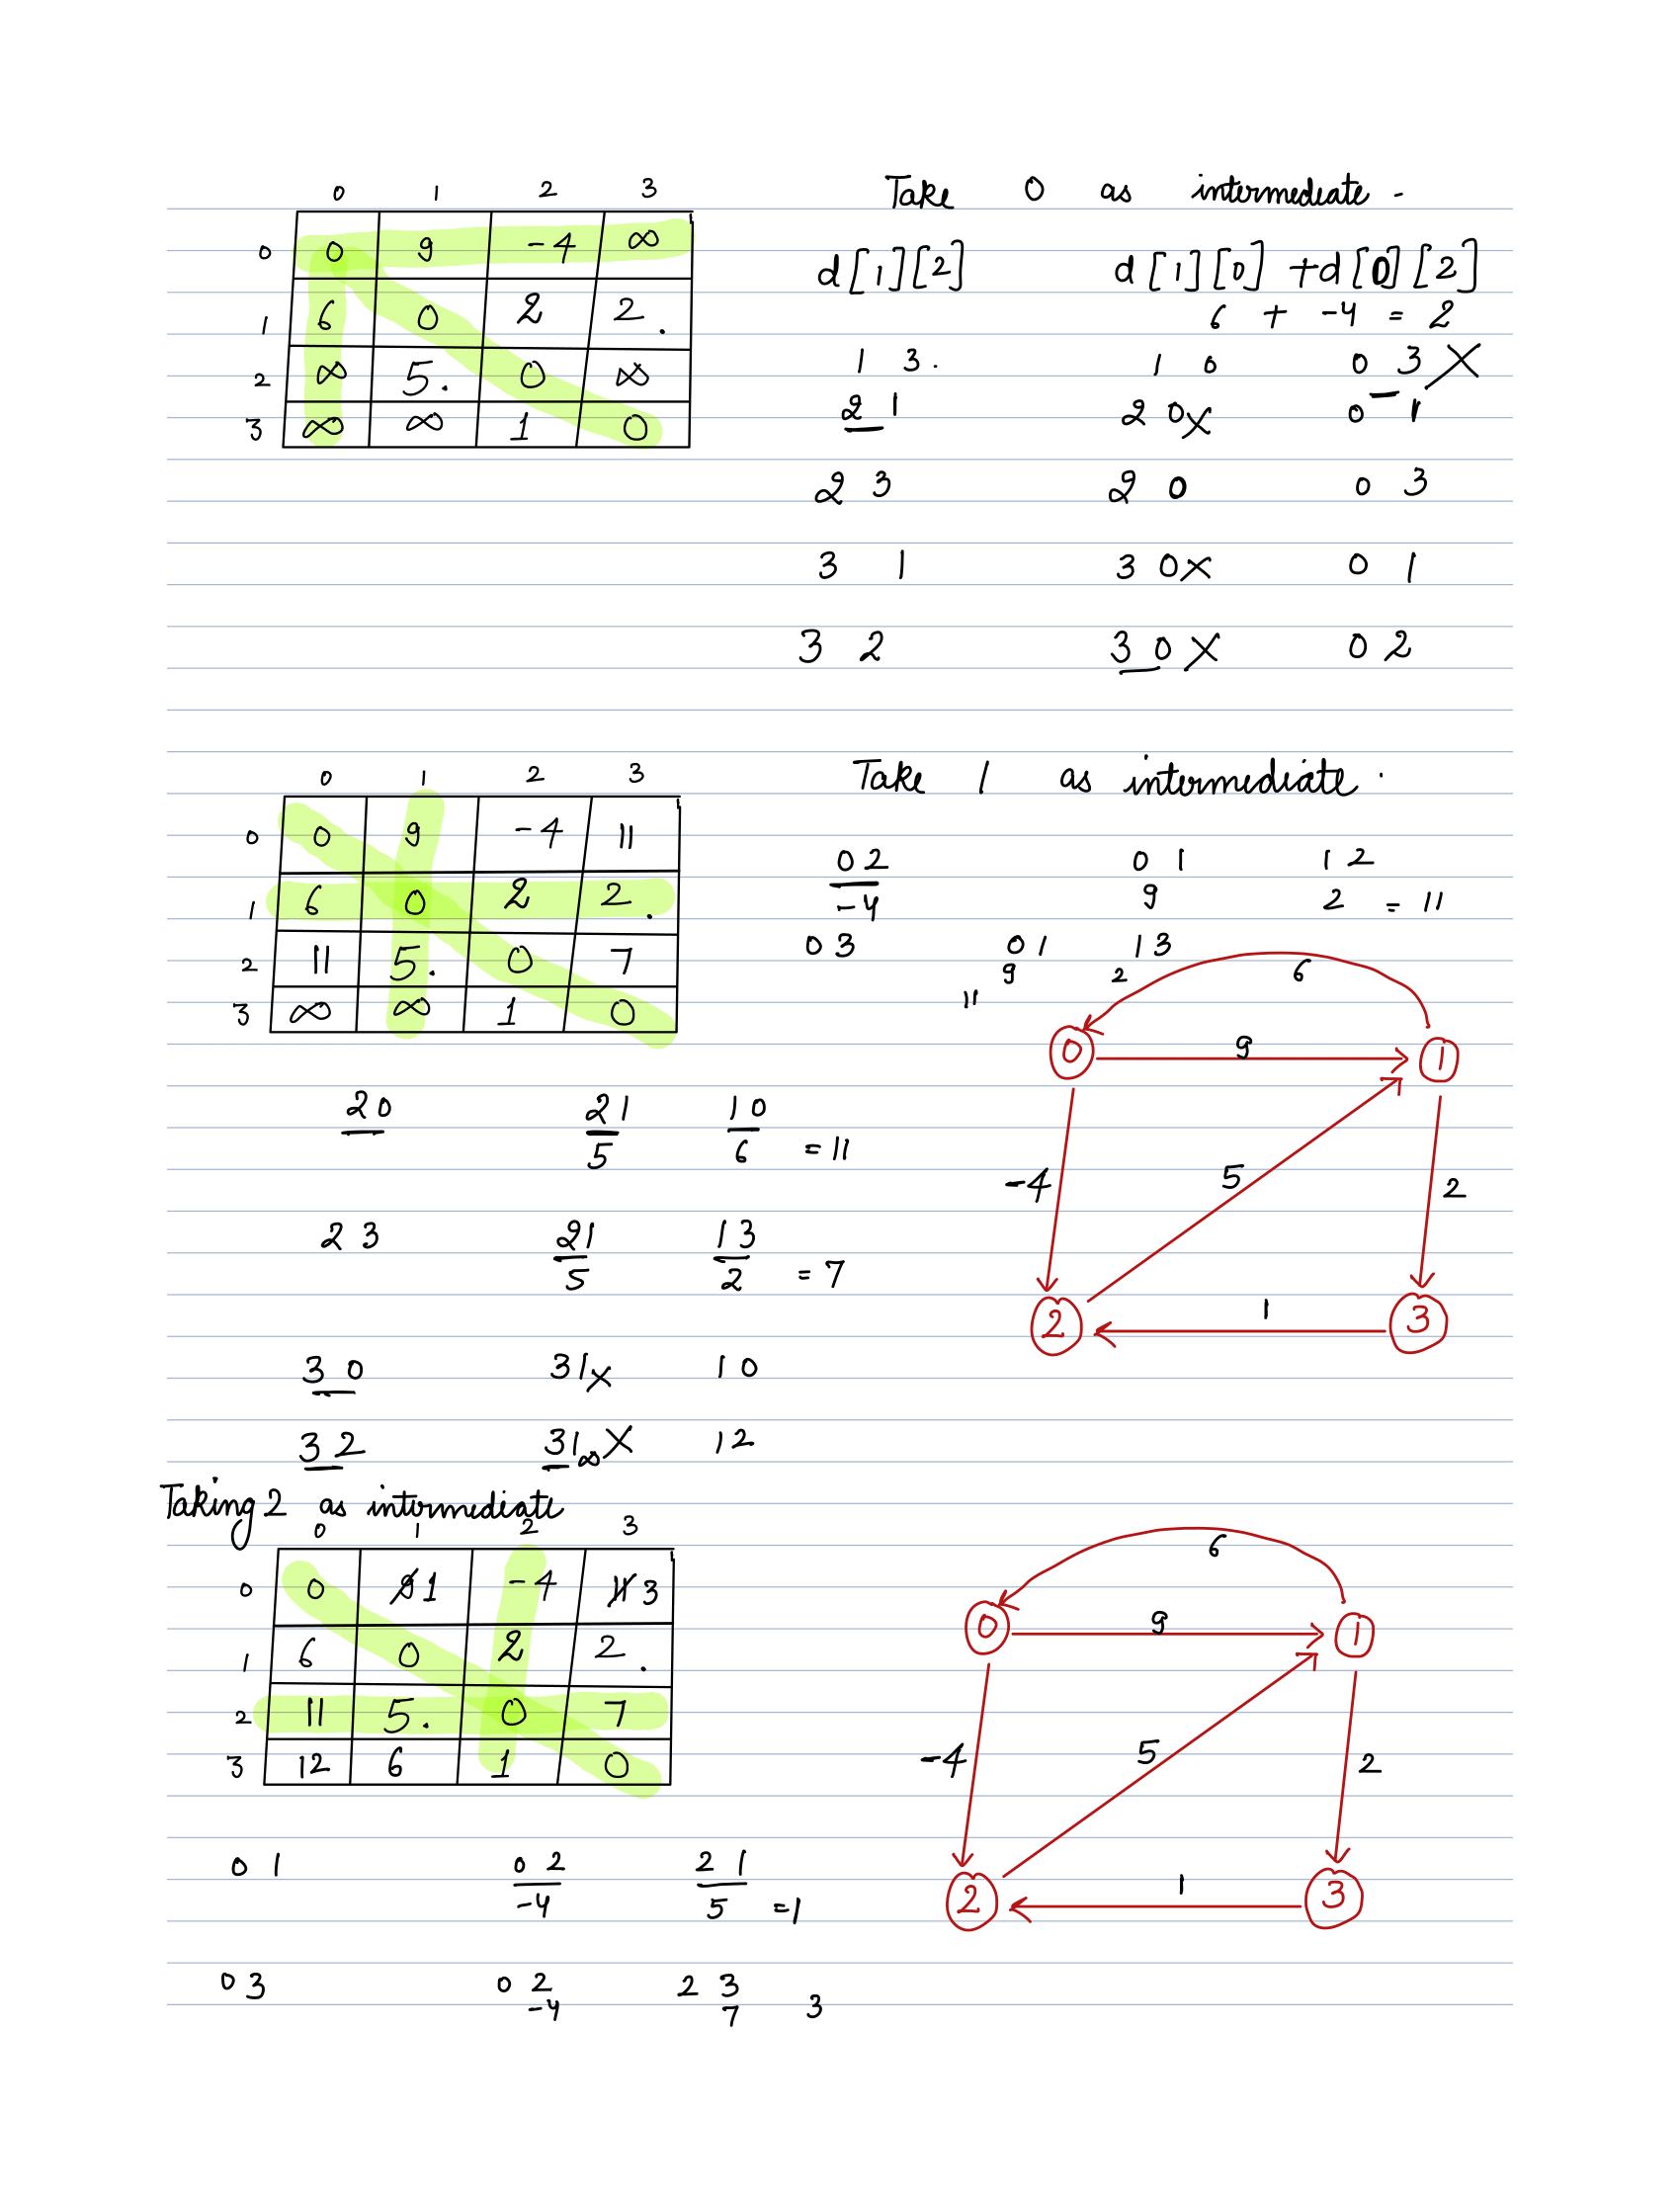 Take 0 as intermediate -
0 1 2 3
0 0 9 -4 ∞
1 6 0 2 2.
2 ∞ 5. 0 ∞
3 ∞ ∞ 1 0
d[1][2] d[1][0] + d[0][2]
6 + -4 = 2
1 3. 1 0 0 3 X
2 1 2 0 x 0 1
2 3 2 0 0 3
3 1 3 0 x 0 1
3 2 3 0 X 0 2
Take 1 as intermediate.
0 1 2 3
0 0 9 -4 11
1 6 0 2 2.
2 11 5. 0 7
3 ∞ ∞ 1 0
0 2 0 1 1 2
-4 9 2 = 11
0 3 0 1 1 3
9 2
11
6
0 9 1
-4 5 2
2 1 3
2 0 2 1 1 0
5 6 = 11
2 3 2 1 1 3
5 2 = 7
3 0 3 1 x 1 0
3 2 3 1 ∞ X 1 2
Taking 2 as intermediate
0 1 2 3
0 0 9 1 -4 11 3
1 6 0 2 2.
2 11 5. 0 7
3 12 6 1 0
6
0 9 1
-4 5 2
2 1 3
0 1 0 2 2 1
-4 5 = 1
0 3 0 2 2 3
-4 7 3